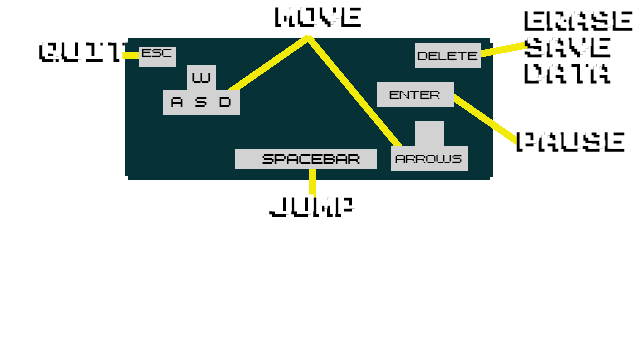 MOVE
QUIT
ESC
W
A S D
DELETE
ERASE
SAVE
DATA
ENTER
PAUSE
SPACEBAR
ARROWS
JUMP